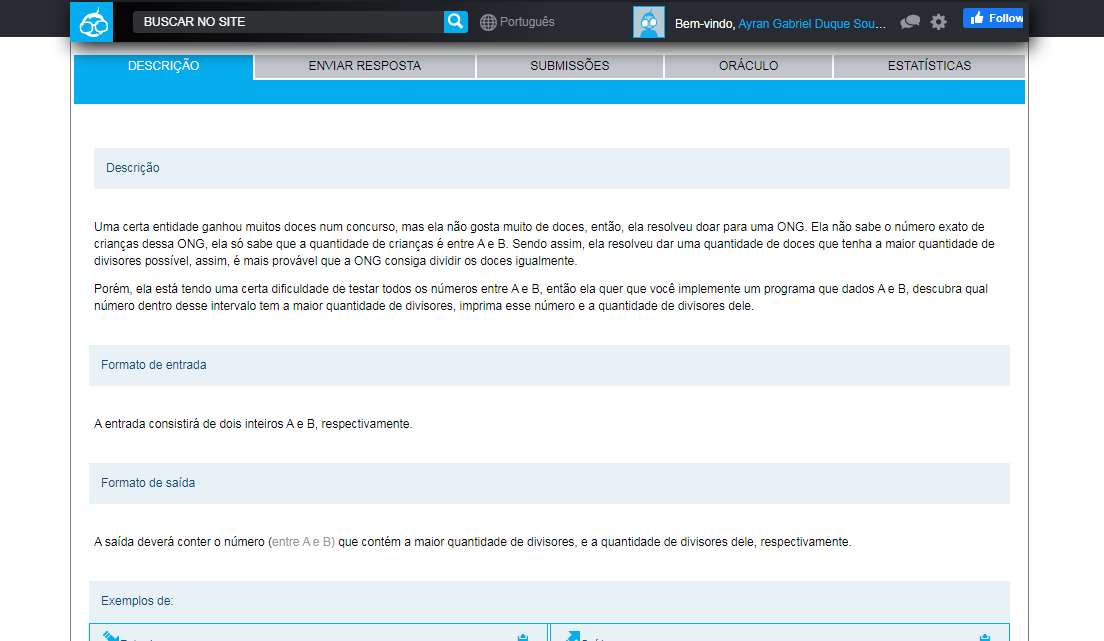 BUSCAR NO SITE
Português
Bem-vindo, Ayran Gabriel Duque Sou...
Follow
DESCRIÇÃO
ENVIAR RESPOSTA
SUBMISSÕES
ORÁCULO
ESTATÍSTICAS
Descrição
Uma certa entidade ganhou muitos doces num concurso, mas ela não gosta muito de doces, então, ela resolveu doar para uma ONG. Ela não sabe o número exato de
crianças dessa ONG, ela só sabe que a quantidade de crianças é entre A e B. Sendo assim, ela resolveu dar uma quantidade de doces que tenha a maior quantidade de
divisores possível, assim, é mais provável que a ONG consiga dividir os doces igualmente.
Porém, ela está tendo uma certa dificuldade de testar todos os números entre A e B, então ela quer que você implemente um programa que dados A e B, descubra qual
número dentro desse intervalo tem a maior quantidade de divisores, imprima esse número e a quantidade de divisores dele.
Formato de entrada
A entrada consistirá de dois inteiros A e B, respectivamente.
Formato de saída
A saída deverá conter o número (entre A e B) que contém a maior quantidade de divisores, e a quantidade de divisores dele, respectivamente.
Exemplos de: